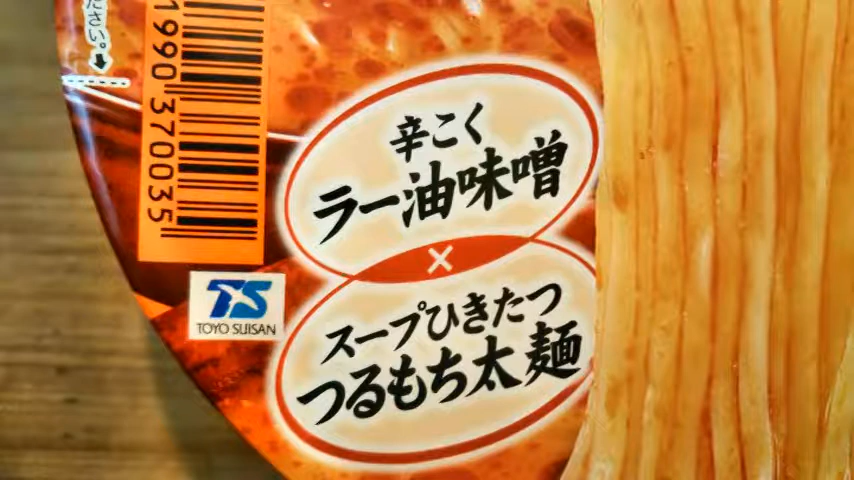 ださい。
1990 370035
辛こく
ラー油味噌
×
スープひきたつ
つるもち太麺
TS
TOYO SUISAN